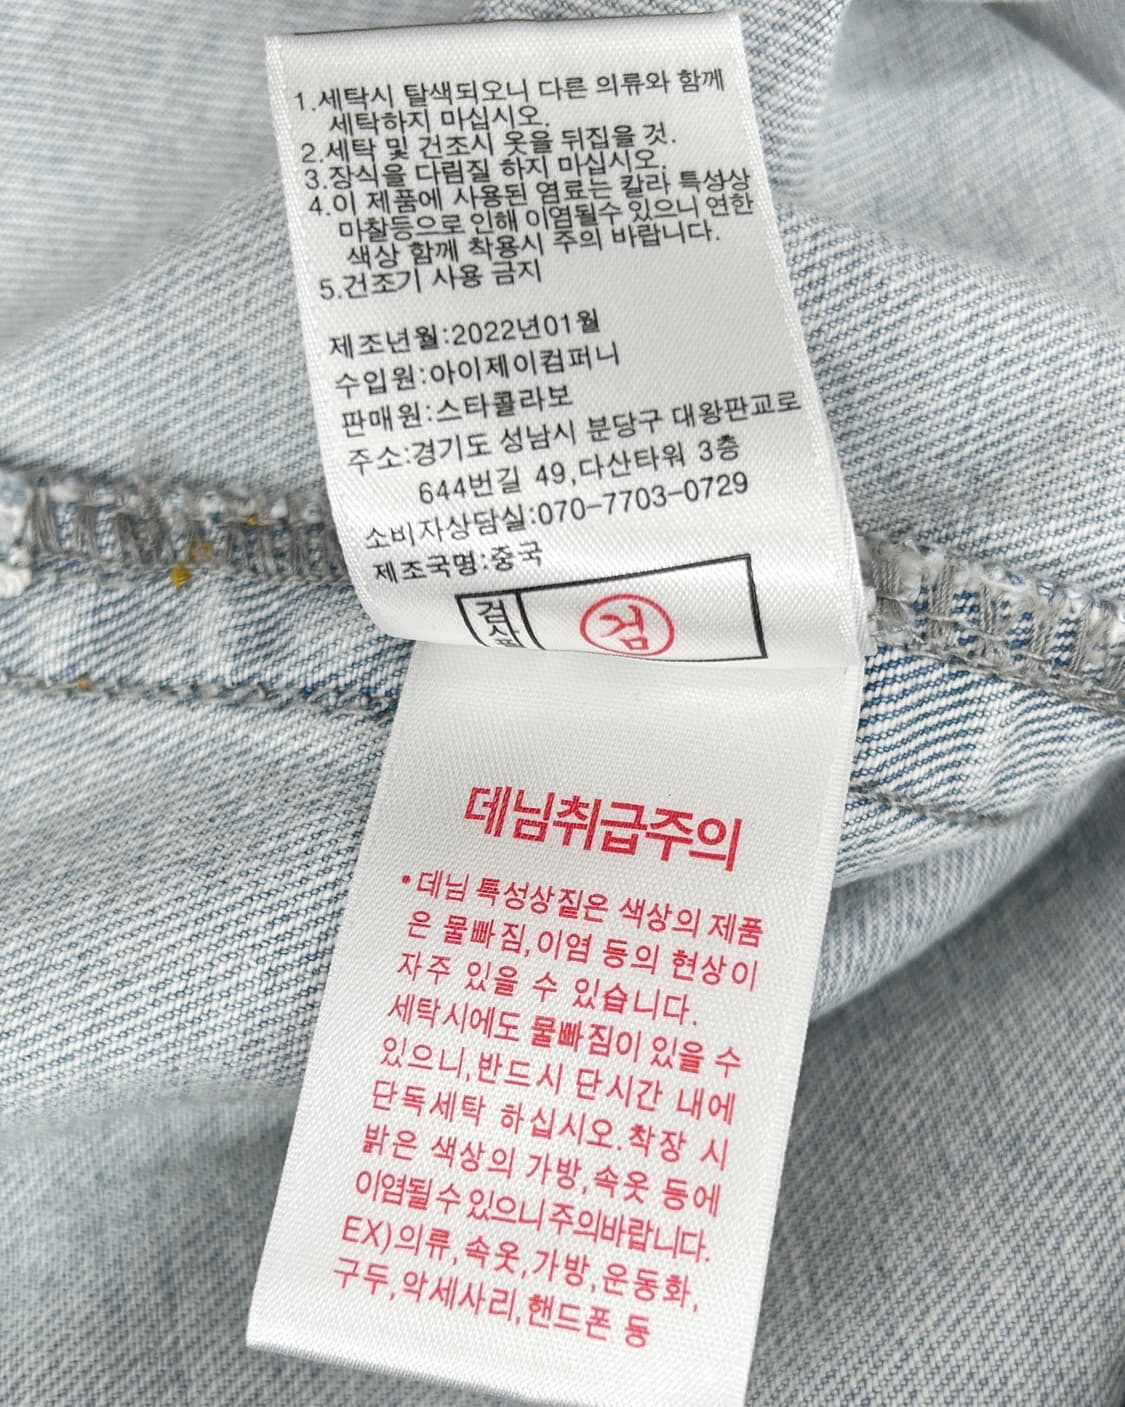 1.세탁시 탈색되오니 다른 의류와 함께
세탁하지 마십시오.
2.세탁 및 건조시 옷을 뒤집을 것.
3.장식을 다림질 하지 마십시오.
4.이 제품에 사용된 염료는 칼라 특성상
마찰등으로 인해 이염될수 있으니 연한
색상 함께 착용시 주의 바랍니다.
5.건조기 사용 금지
제조년월:2022년01월
수입원:아이제이컴퍼니
판매원:스타콜라보
주소:경기도 성남시 분당구 대왕판교로
644번길 49,다산타워 3층
소비자상담실:070-7703-0729
제조국명:중국
검사
검
데님취급주의
•데님 특성상짙은 색상의 제품
은 물빠짐,이염 등의 현상이
자주 있을 수 있습니다.
세탁시에도 물빠짐이 있을 수
있으니,반드시 단시간 내에
단독세탁 하십시오.착장 시
밝은 색상의 가방,속옷 등에
이염될수 있으니주의바랍니다.
EX)의류,속옷,가방,운동화,
구두,악세사리,핸드폰 등